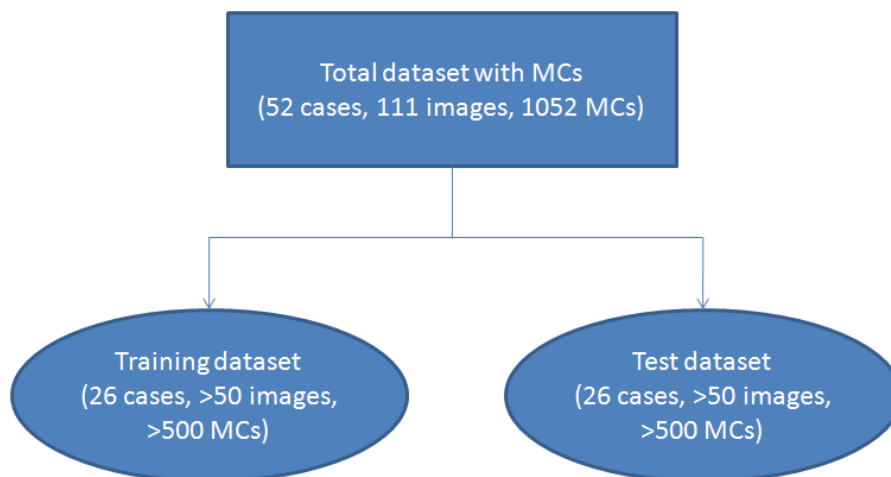 Total dataset with MCs
(52 cases, 111 images, 1052 MCs)
Training dataset
(26 cases, >50 images,
>500 MCs)
Test dataset
(26 cases, >50 images,
>500 MCs)